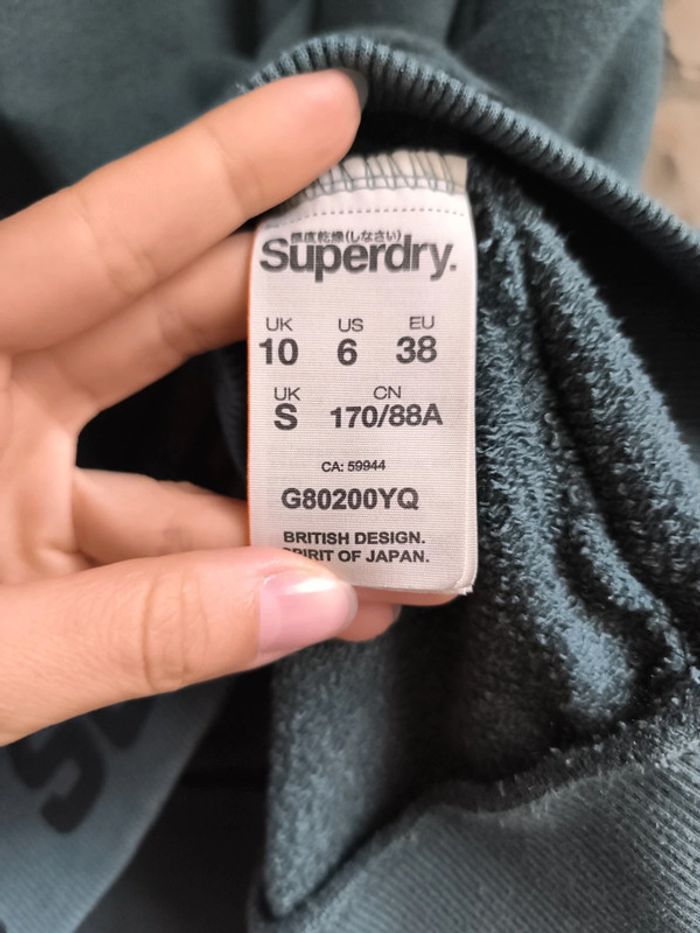 極度乾燥(しなさい)
Superdry.
UK US EU
10 6 38
UK CN
S 170/88A
CA: 59944
G80200YQ
BRITISH DESIGN.
SPIRIT OF JAPAN.